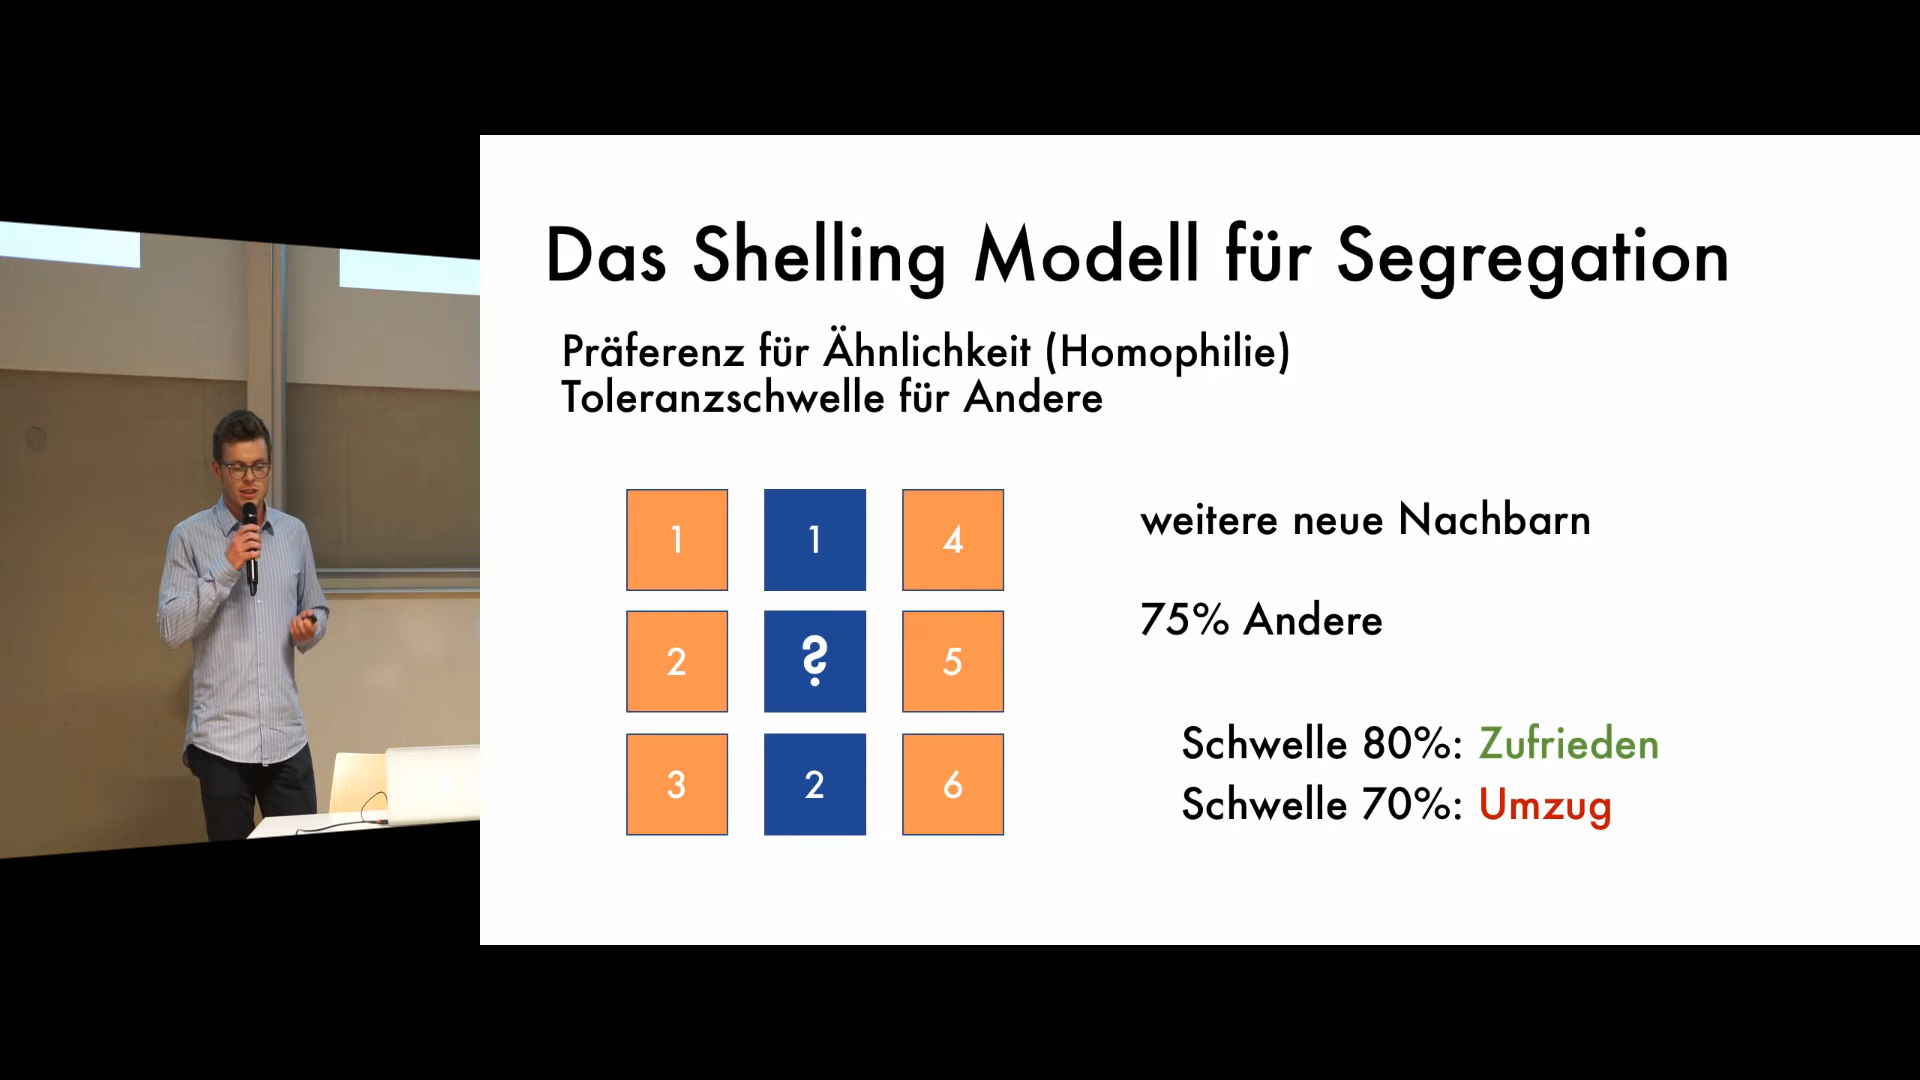 Das Shelling Modell für Segregation
Präferenz für Ähnlichkeit (Homophilie)
Toleranzschwelle für Andere
1 1 4
2 ? 5
3 2 6
weitere neue Nachbarn
75% Andere
Schwelle 80%: Zufrieden
Schwelle 70%: Umzug